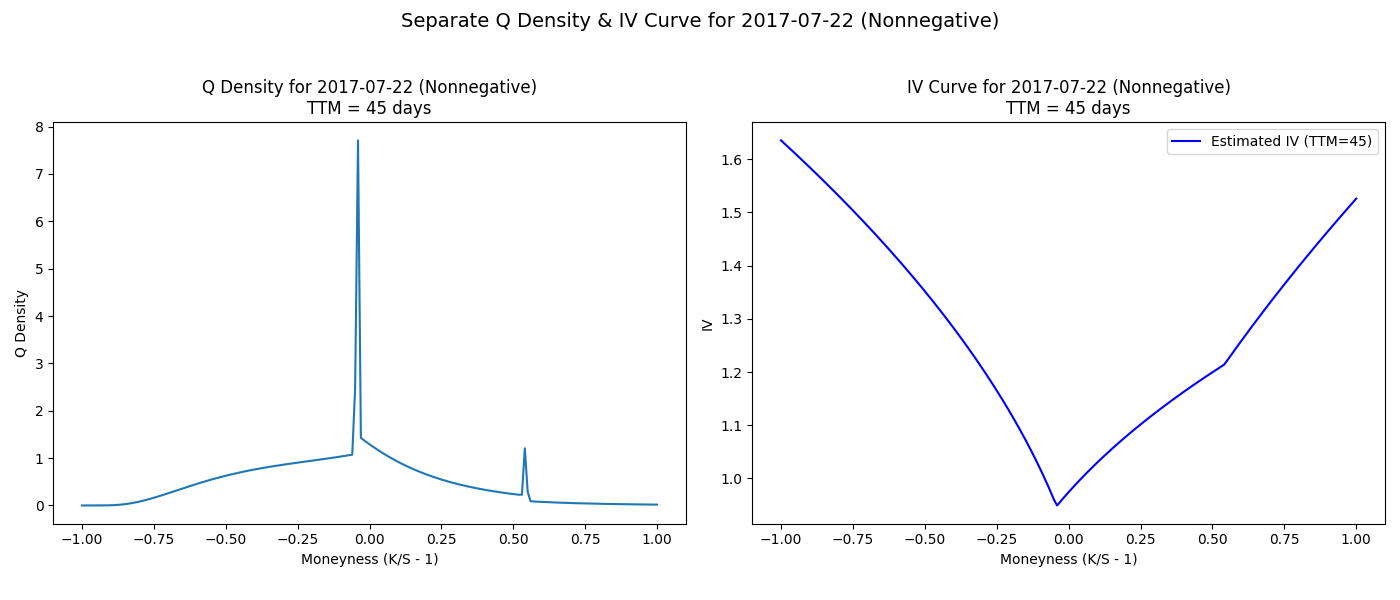 Separate Q Density & IV Curve for 2017-07-22 (Nonnegative)
Q Density for 2017-07-22 (Nonnegative)
TTM = 45 days
8
7
6
5
4
3
2
1
0
Q Density
−1.00 −0.75 −0.50 −0.25 0.00 0.25 0.50 0.75 1.00
Moneyness (K/S - 1)
IV Curve for 2017-07-22 (Nonnegative)
TTM = 45 days
Estimated IV (TTM=45)
1.6
1.5
1.4
1.3
1.2
1.1
1.0
IV
−1.00 −0.75 −0.50 −0.25 0.00 0.25 0.50 0.75 1.00
Moneyness (K/S - 1)